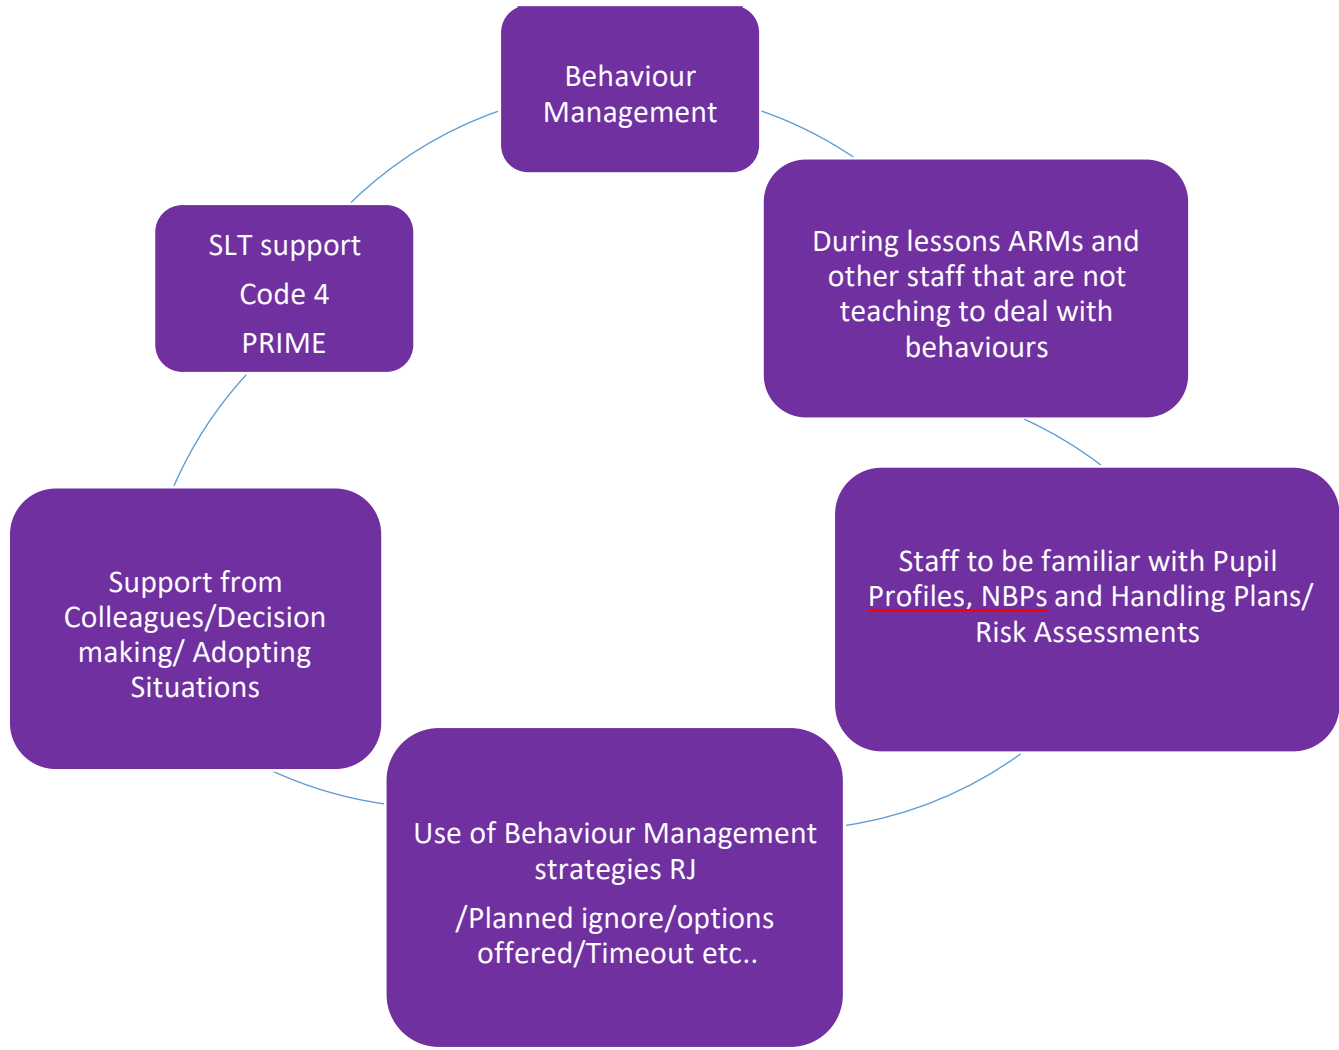 Behaviour
Management
During lessons ARMs and
other staff that are not
teaching to deal with
behaviours
Staff to be familiar with Pupil
Profiles, NBPs and Handling Plans/
Risk Assessments
Use of Behaviour Management
strategies RJ
/Planned ignore/options
offered/Timeout etc..
Support from
Colleagues/Decision
making/ Adopting
Situations
SLT support
Code 4
PRIME